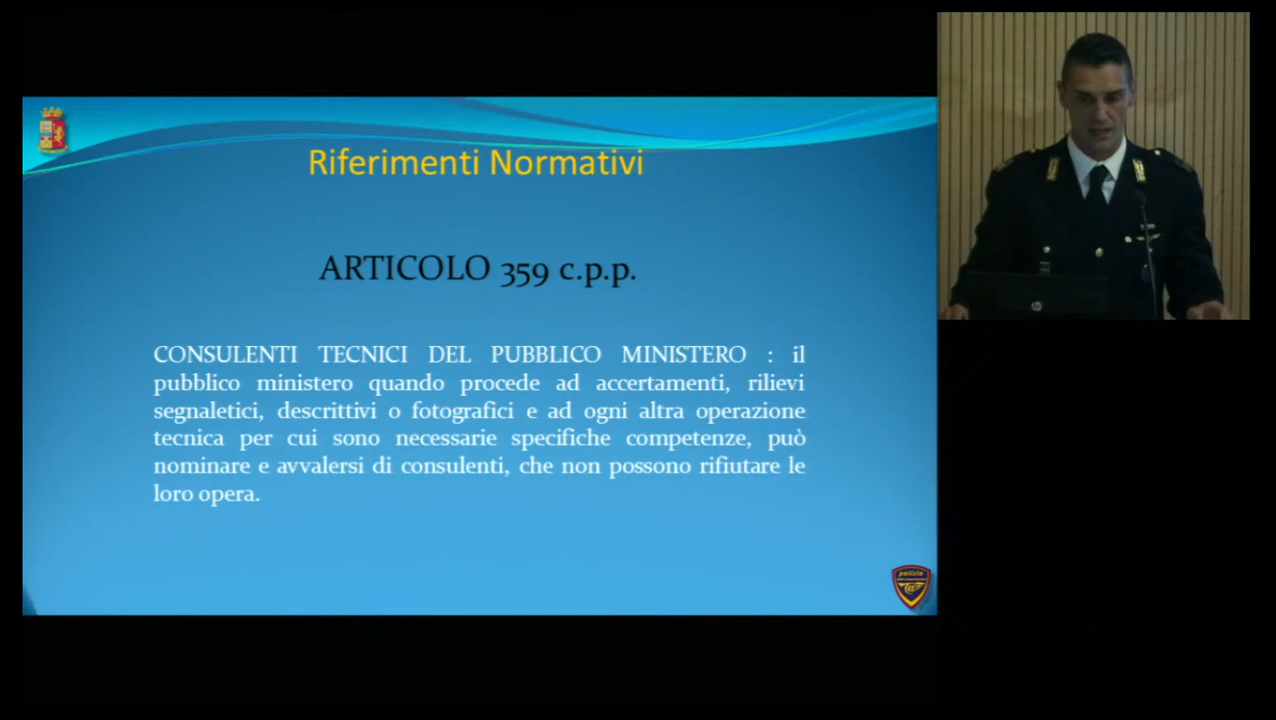 Riferimenti Normativi
ARTICOLO 359 c.p.p.
CONSULENTI TECNICI DEL PUBBLICO MINISTERO : il
pubblico ministero quando procede ad accertamenti, rilievi
segnaletici, descrittivi o fotografici e ad ogni altra operazione
tecnica per cui sono necessarie specifiche competenze, può
nominare e avvalersi di consulenti, che non possono rifiutare le
loro opera.
polizia
hp